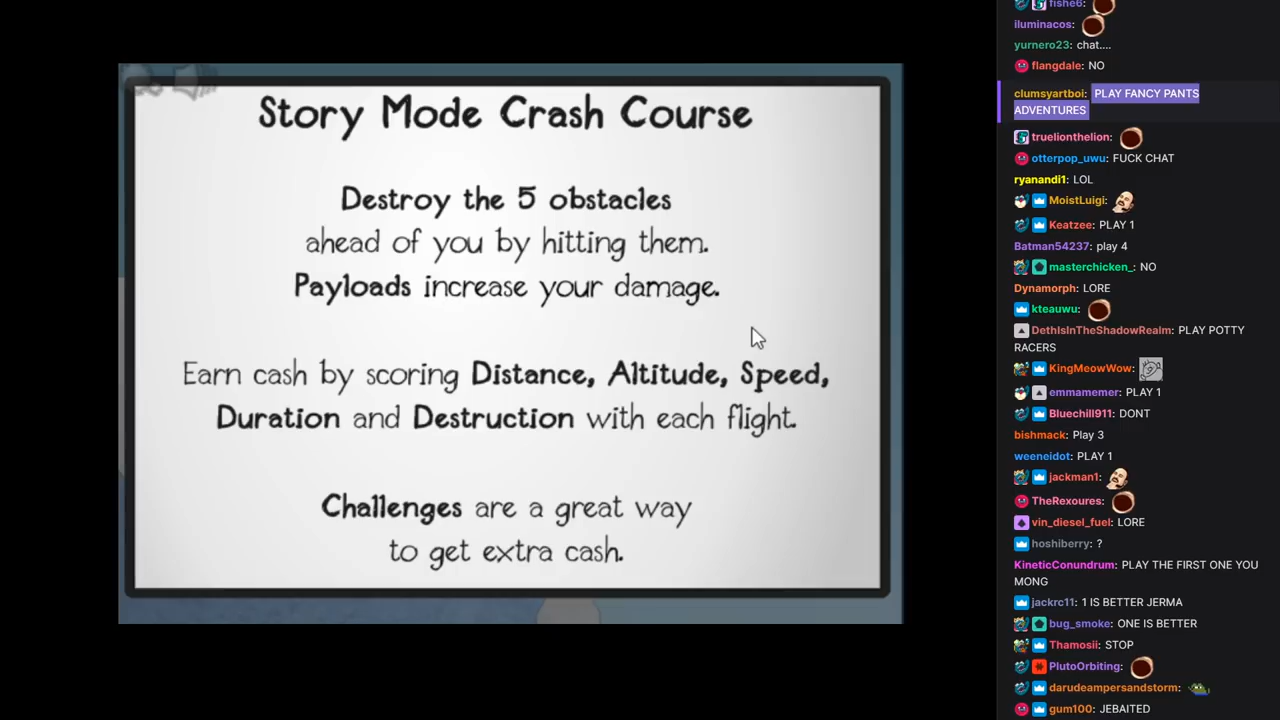 Story Mode Crash Course
Destroy the 5 obstacles
ahead of you by hitting them.
Payloads increase your damage.
Earn cash by scoring Distance, Altitude, Speed,
Duration and Destruction with each flight.
Challenges are a great way
to get extra cash.
fishe6:
iluminacos:
yurnero23: chat....
flangdale: NO
clumsyartboi: PLAY FANCY PANTS
ADVENTURES
truelionthelion:
otterpop_uwu: FUCK CHAT
ryanandi1: LOL
MoistLuigi:
Keatzee: PLAY 1
Batman54237: play 4
masterchicken_: NO
Dynamorph: LORE
kteauwu:
DethIsInTheShadowRealm: PLAY POTTY
RACERS
KingMeowWow:
emmamemer: PLAY 1
Bluechill911: DONT
bishmack: Play 3
weeneidot: PLAY 1
jackman1:
TheRexoures:
vin_diesel_fuel: LORE
hoshiberry: ?
KineticConundrum: PLAY THE FIRST ONE YOU
MONG
jackrc11: 1 IS BETTER JERMA
bug_smoke: ONE IS BETTER
Thamosii: STOP
PlutoOrbiting:
darudeampersandstorm:
gum100: JEBAITED